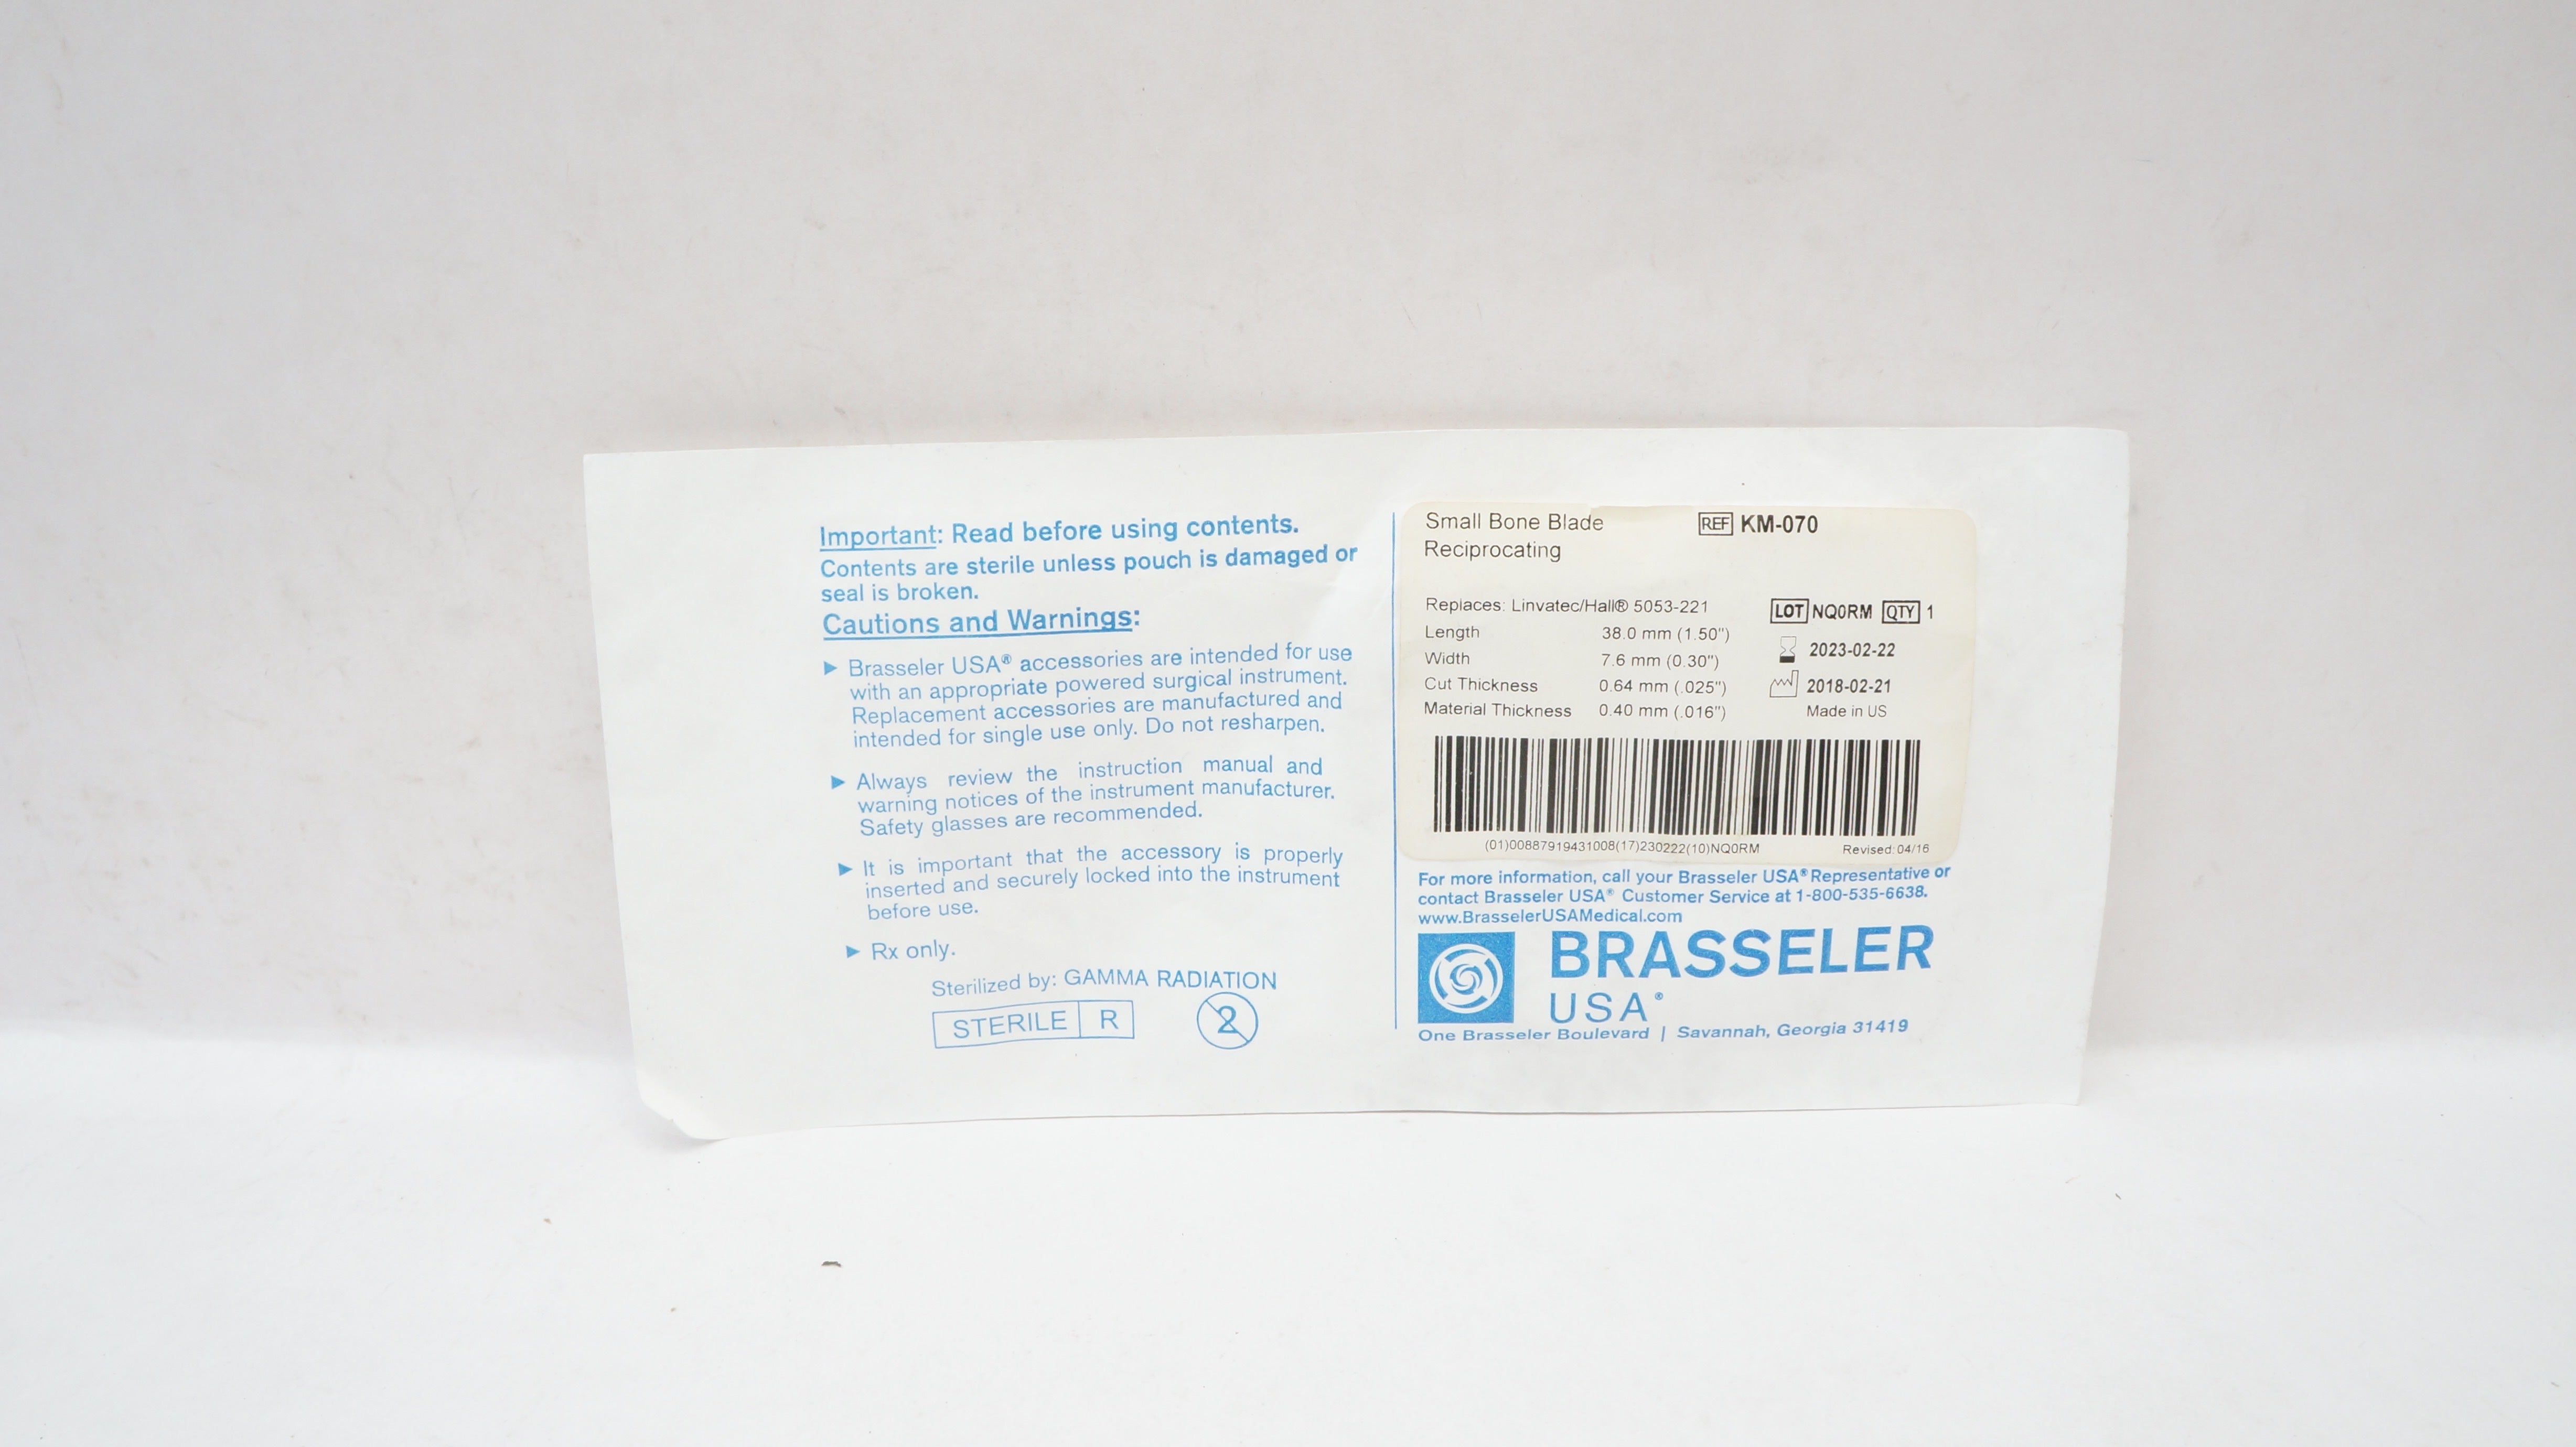 Important: Read before using contents.
Contents are sterile unless pouch is damaged or
seal is broken.
Cautions and Warnings:
► Brasseler USA® accessories are intended for use
with an appropriate powered surgical instrument.
Replacement accessories are manufactured and
intended for single use only. Do not resharpen.
► Always review the instruction manual and
warning notices of the instrument manufacturer.
Safety glasses are recommended.
► It is important that the accessory is properly
inserted and securely locked into the instrument
before use.
► Rx only.
Sterilized by: GAMMA RADIATION
STERILE R 2
Small Bone Blade REF KM-070
Reciprocating
Replaces: Linvatec/Hall® 5053-221
LOT NQ0RM QTY 1
Length 38.0 mm (1.50")
Width 7.6 mm (0.30")
2023-02-22
Cut Thickness 0.64 mm (.025")
2018-02-21
Material Thickness 0.40 mm (.016")
Made in US
(01)00887919431008(17)230222(10)NQ0RM Revised: 04/16
For more information, call your Brasseler USA® Representative or
contact Brasseler USA® Customer Service at 1-800-535-6638.
www.BrasselerUSAMedical.com
BRASSELER
USA®
One Brasseler Boulevard | Savannah, Georgia 31419